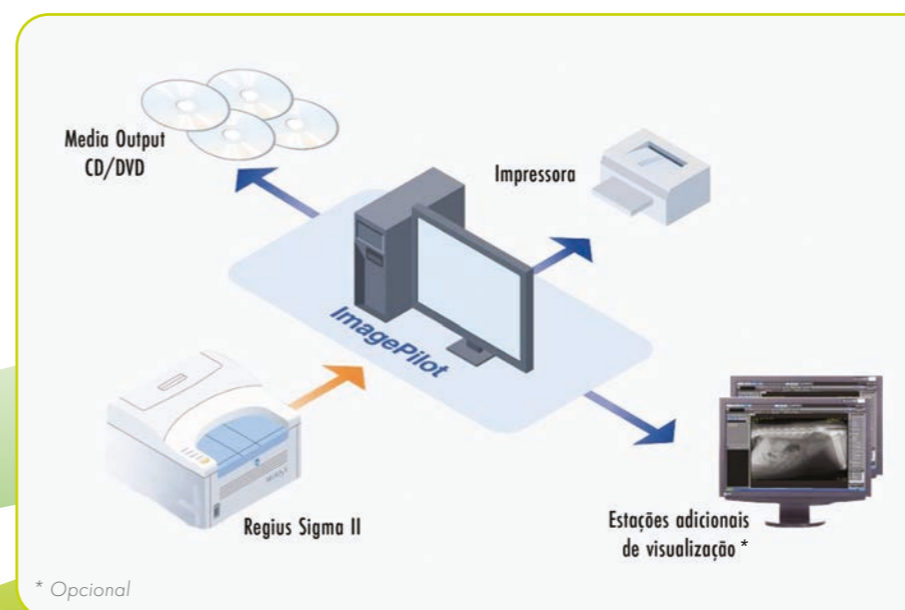 Media Output
CD/DVD
Impressora
ImagePilot
Regius Sigma II
Estações adicionais
de visualização *
* Opcional